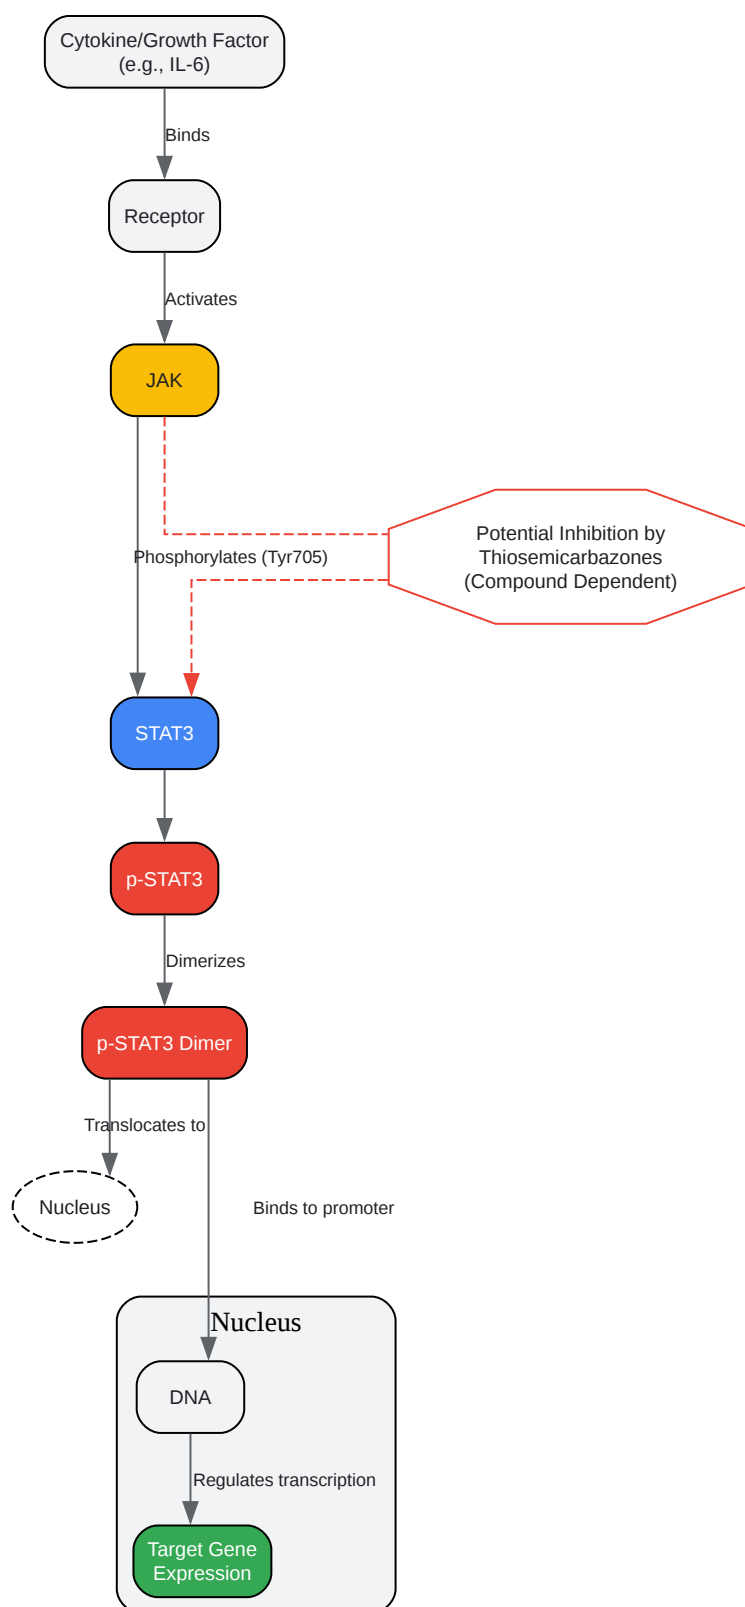 Cytokine/Growth Factor
(e.g., IL-6)
Binds
Receptor
Activates
JAK
Potential Inhibition by
Thiosemicarbazones
(Compound Dependent)
Phosphorylates (Tyr705)
STAT3
p-STAT3
Dimerizes
p-STAT3 Dimer
Translocates to
Nucleus
Binds to promoter
Nucleus
DNA
Regulates transcription
Target Gene
Expression